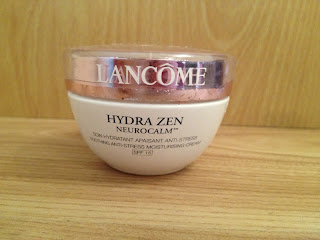 LANCÔME
HYDRA ZEN
NEUROCALM™
SOIN HYDRATANT APAISANT ANTI-STRESS
SOOTHING ANTI-STRESS MOISTURISING CREAM
SPF 15